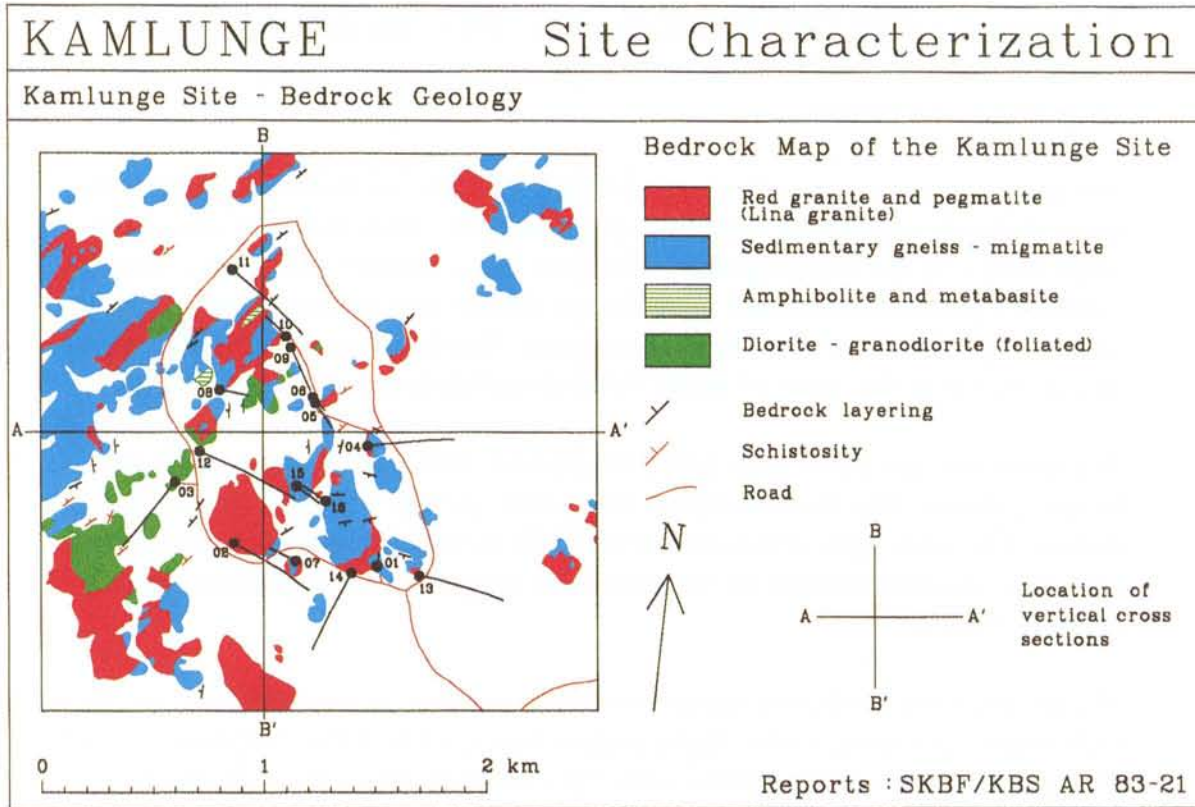 KAMLUNGE Site Characterization
Kamlunge Site - Bedrock Geology
B
Bedrock Map of the Kamlunge Site
Red granite and pegmatite
(Lina granite)
Sedimentary gneiss - migmatite
Amphibolite and metabasite
Diorite - granodiorite (foliated)
Bedrock layering
Schistosity
Road
11
10
09
08
06
05
A
A'
04
12
03
15
16
02
07
14
01
13
B'
N
B
A
A'
B'
Location of
vertical cross
sections
0 1 2 km
Reports : SKBF/KBS AR 83-21